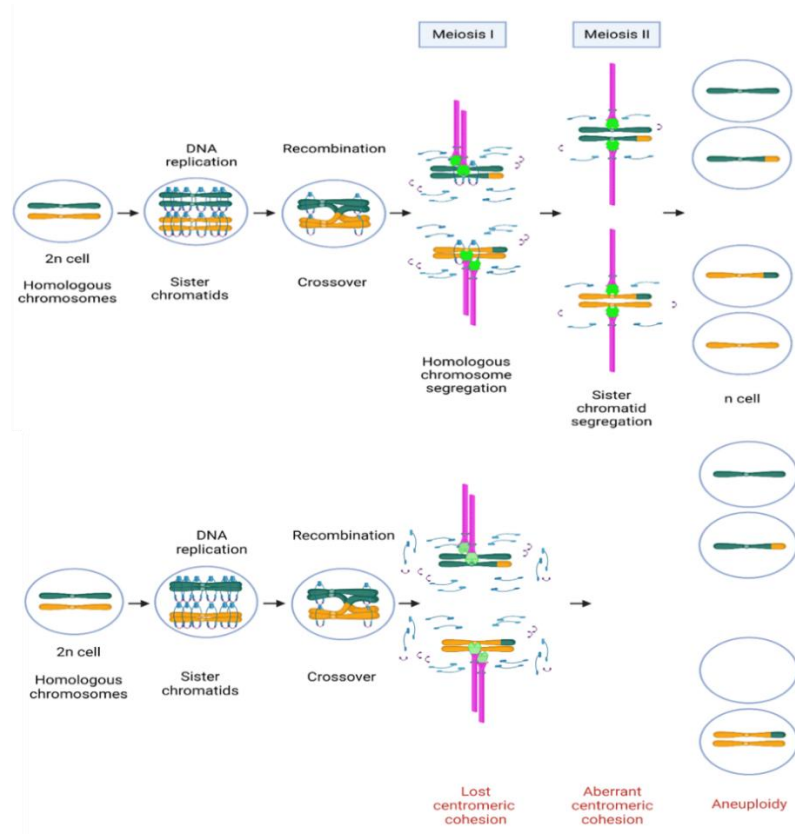 Meiosis I
Meiosis II
DNA
replication
Recombination
2n cell
Homologous
chromosomes
Sister
chromatids
Crossover
Homologous
chromosome
segregation
Sister
chromatid
segregation
n cell
DNA
replication
Recombination
2n cell
Homologous
chromosomes
Sister
chromatids
Crossover
Lost
centromeric
cohesion
Aberrant
centromeric
cohesion
Aneuploidy